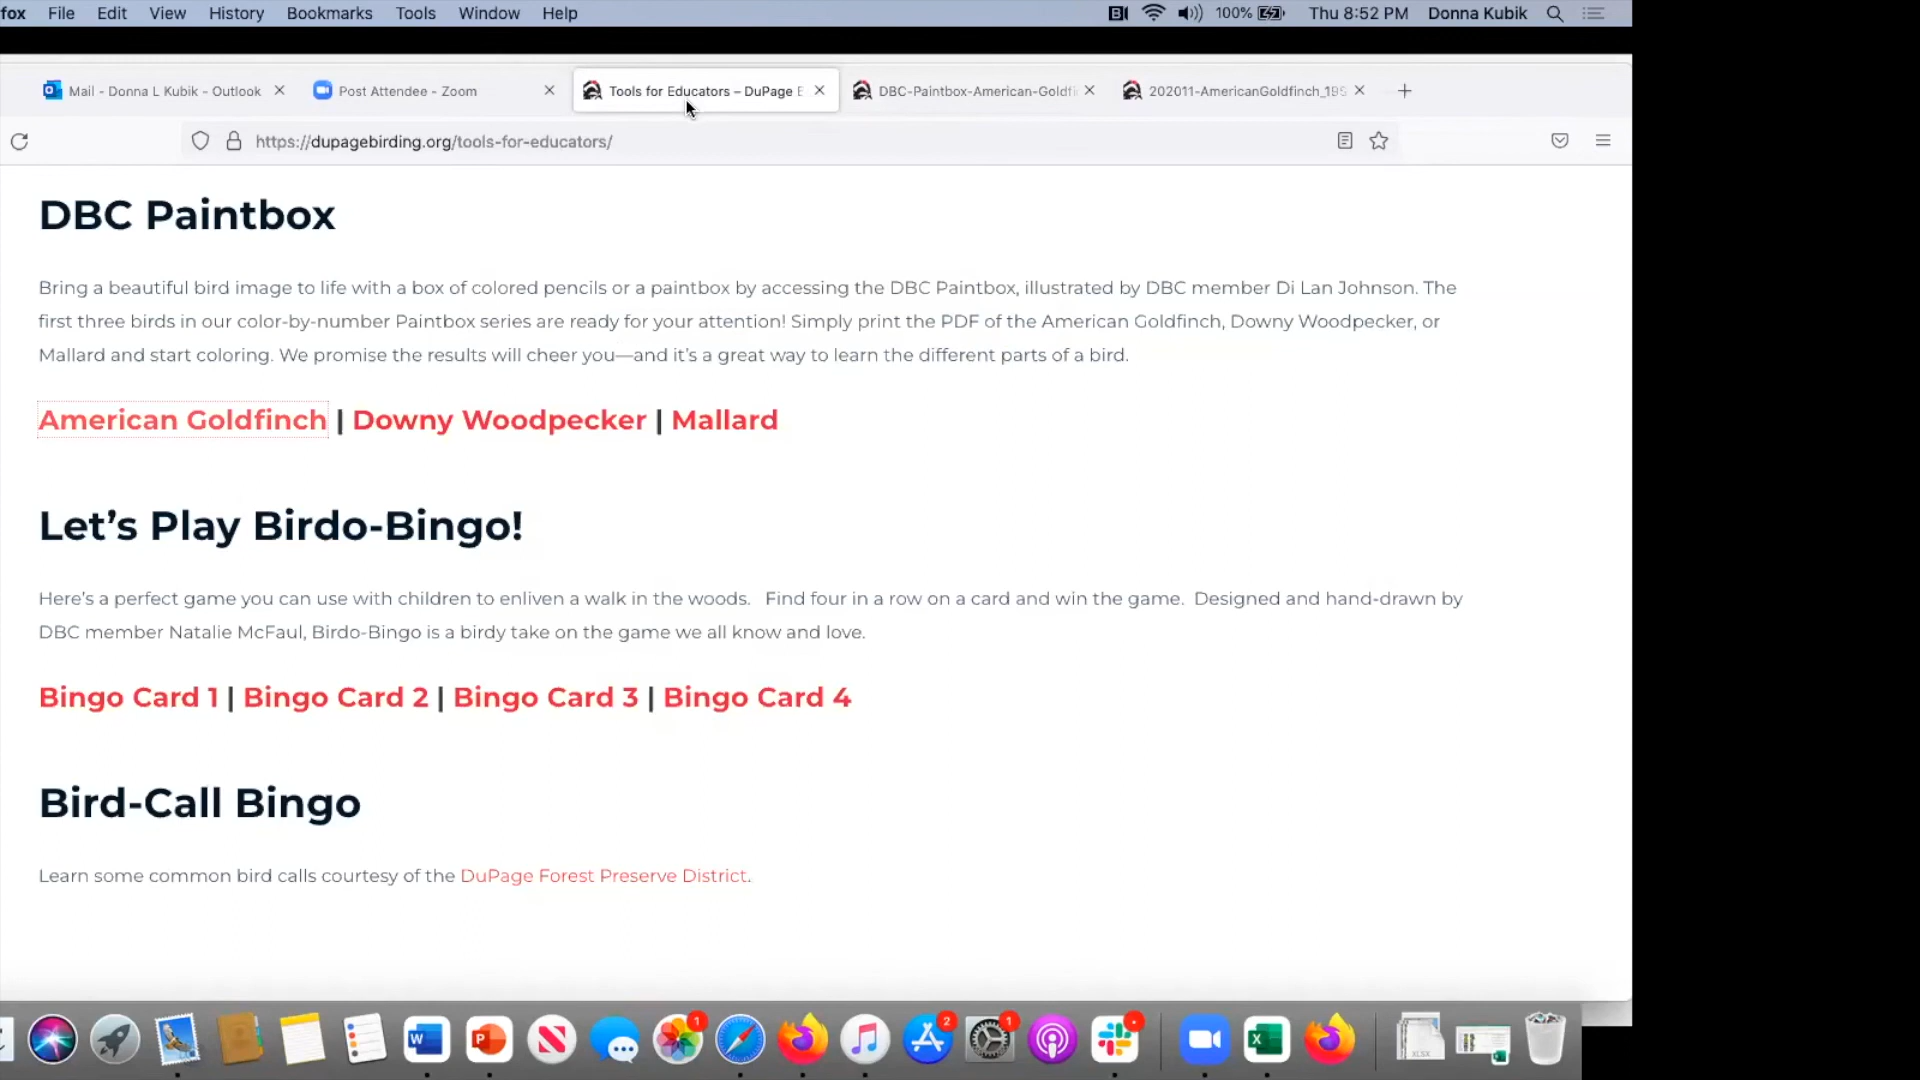 fox File Edit View History Bookmarks Tools Window Help 100% Thu 8:52 PM Donna Kubik
Mail - Donna L Kubik - Outlook Post Attendee - Zoom Tools for Educators – DuPage DBC-Paintbox-American-Goldfi 202011-AmericanGoldfinch_19
https://dupagebirding.org/tools-for-educators/
DBC Paintbox
Bring a beautiful bird image to life with a box of colored pencils or a paintbox by accessing the DBC Paintbox, illustrated by DBC member Di Lan Johnson. The
first three birds in our color-by-number Paintbox series are ready for your attention! Simply print the PDF of the American Goldfinch, Downy Woodpecker, or
Mallard and start coloring. We promise the results will cheer you—and it’s a great way to learn the different parts of a bird.
American Goldfinch | Downy Woodpecker | Mallard
Let’s Play Birdo-Bingo!
Here’s a perfect game you can use with children to enliven a walk in the woods. Find four in a row on a card and win the game. Designed and hand-drawn by
DBC member Natalie McFaul, Birdo-Bingo is a birdy take on the game we all know and love.
Bingo Card 1 | Bingo Card 2 | Bingo Card 3 | Bingo Card 4
Bird-Call Bingo
Learn some common bird calls courtesy of the DuPage Forest Preserve District.
1 2 1
W P X XLSX